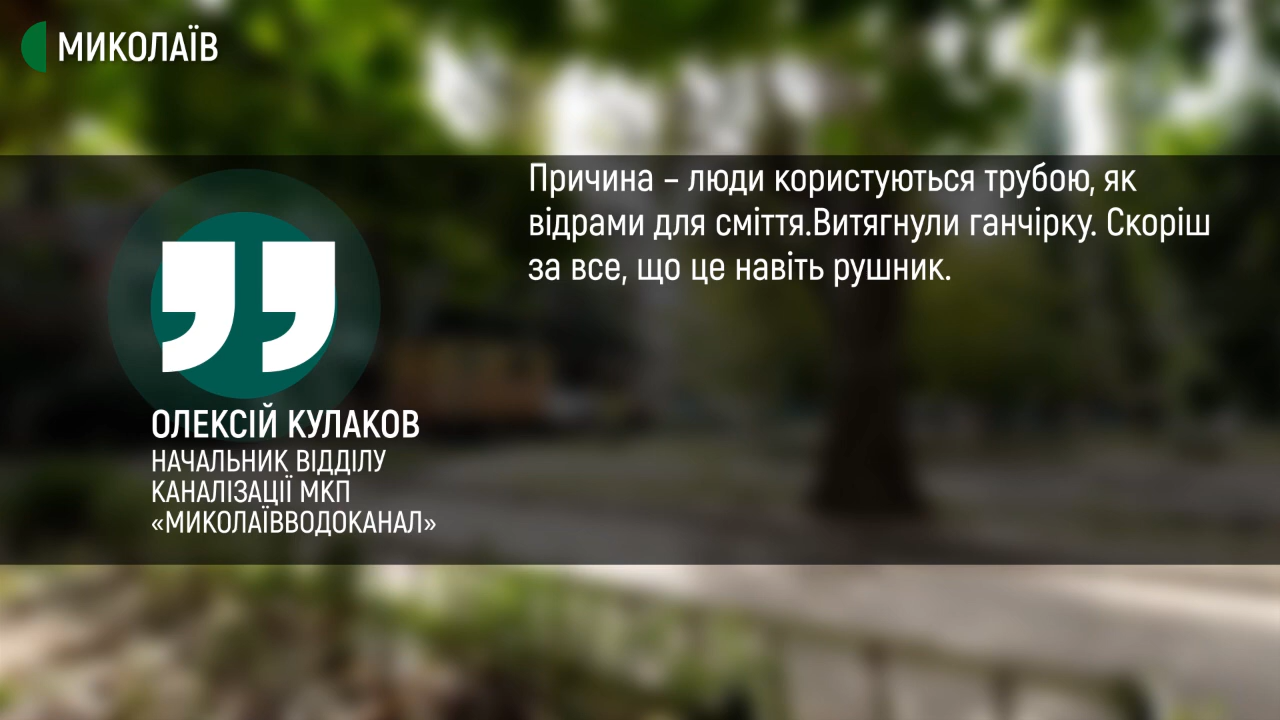 МИКОЛАЇВ
Причина – люди користуються трубою, як
відрами для сміття.Витягнули ганчірку. Скоріш
за все, що це навіть рушник.
ОЛЕКСІЙ КУЛАКОВ
НАЧАЛЬНИК ВІДДІЛУ
КАНАЛІЗАЦІЇ МКП
«МИКОЛАЇВВОДОКАНАЛ»